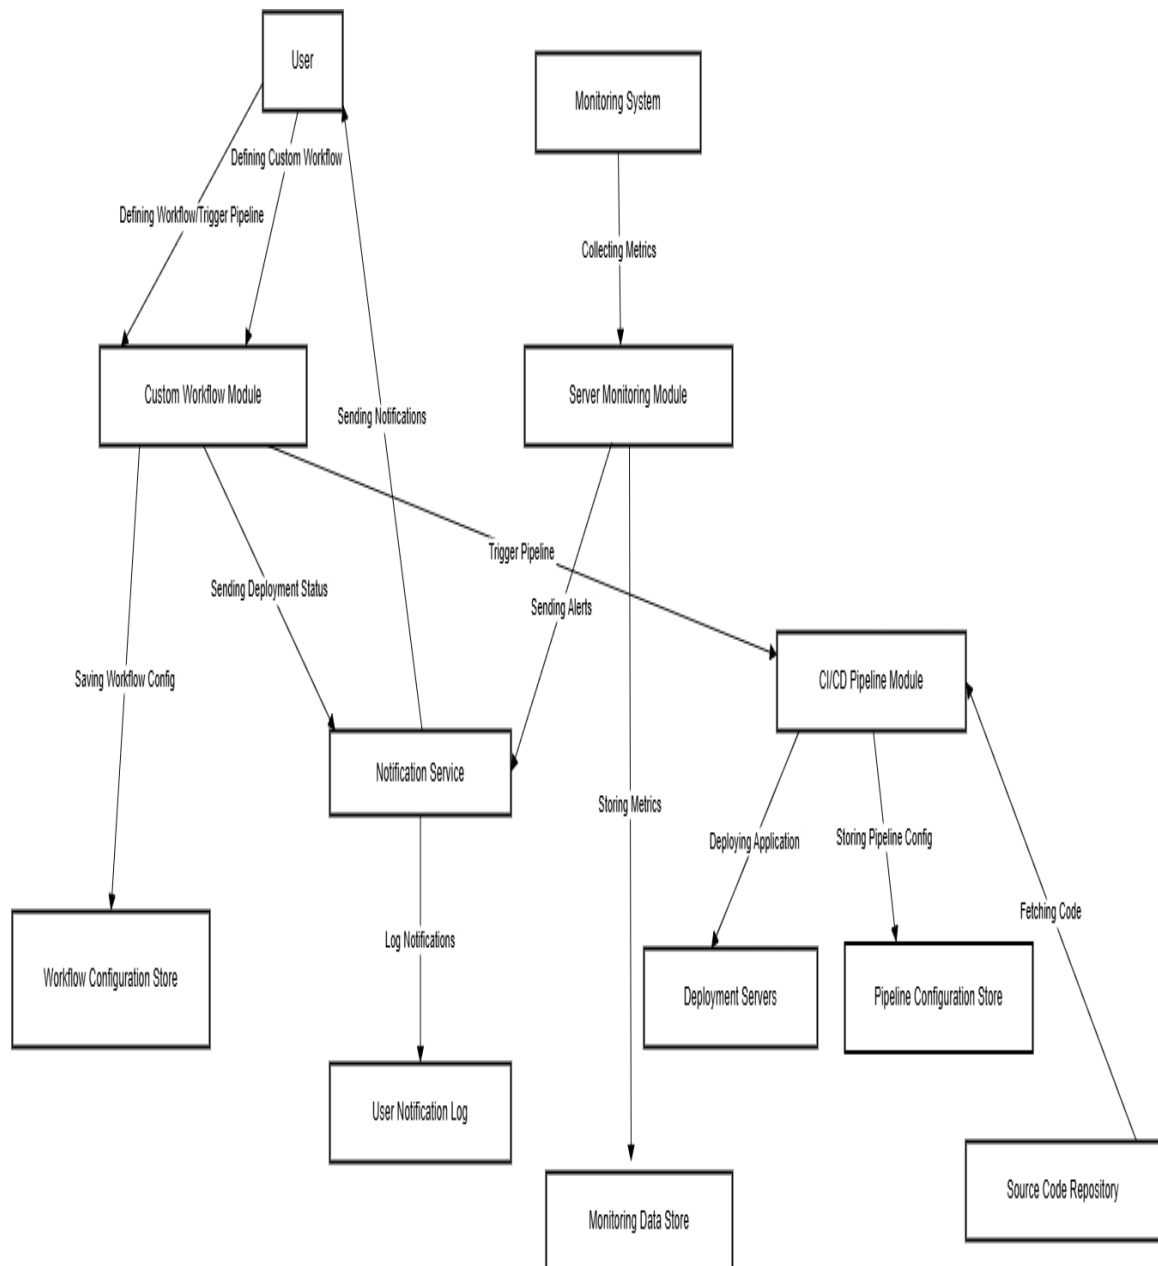 User
Monitoring System
Defining Custom Workflow
Defining Workflow/Trigger Pipeline
Collecting Metrics
Custom Workflow Module
Server Monitoring Module
Sending Notifications
Trigger Pipeline
Sending Deployment Status
Sending Alerts
Saving Workflow Config
CI/CD Pipeline Module
Notification Service
Storing Metrics
Deploying Application
Storing Pipeline Config
Fetching Code
Log Notifications
Workflow Configuration Store
Deployment Servers
Pipeline Configuration Store
User Notification Log
Source Code Repository
Monitoring Data Store